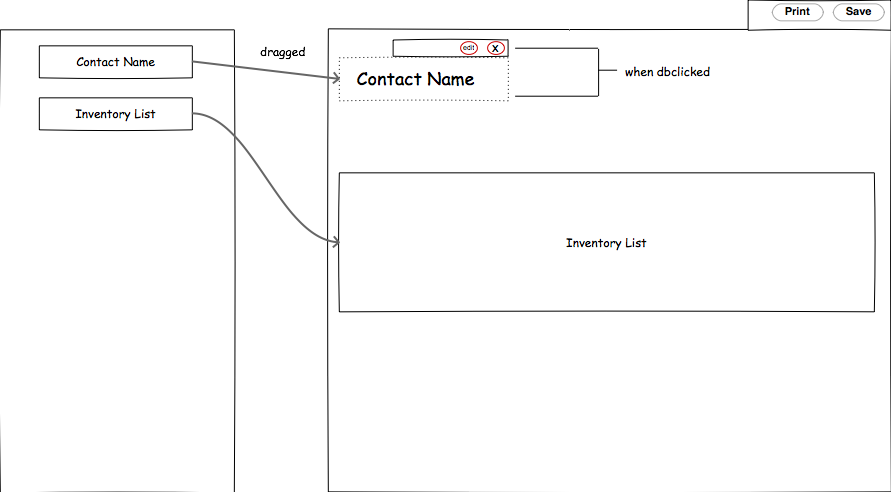 Print Save
Contact Name
dragged
edit X
Contact Name
when dbclicked
Inventory List
Inventory List